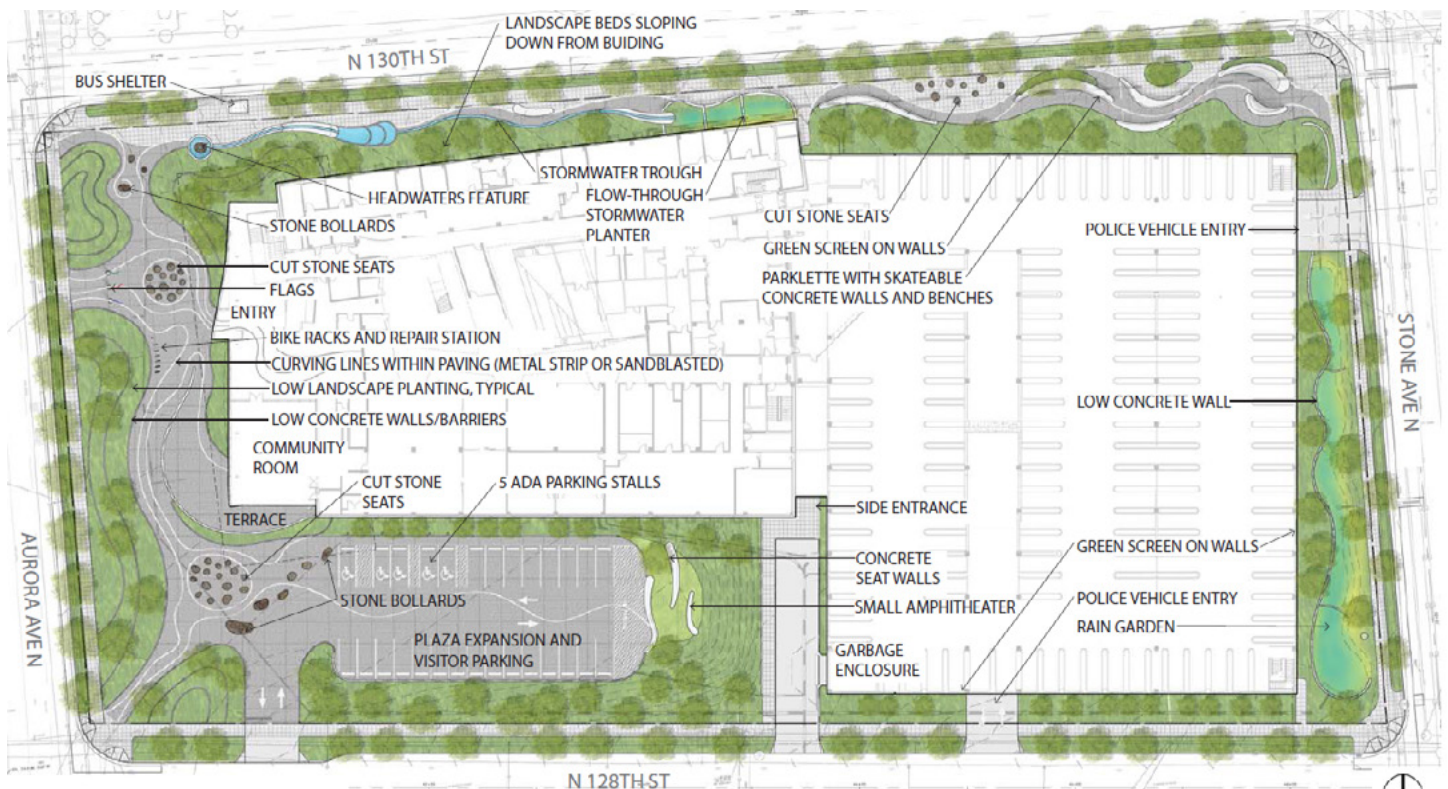 LANDSCAPE BEDS SLOPING
DOWN FROM BUIDING
N 130TH ST
BUS SHELTER
STORMWATER TROUGH
HEADWATERS FEATURE
FLOW-THROUGH
STORMWATER
PLANTER
STONE BOLLARDS
CUT STONE SEATS
GREEN SCREEN ON WALLS
POLICE VEHICLE ENTRY
CUT STONE SEATS
FLAGS
PARKLETTE WITH SKATEABLE
CONCRETE WALLS AND BENCHES
ENTRY
BIKE RACKS AND REPAIR STATION
CURVING LINES WITHIN PAVING (METAL STRIP OR SANDBLASTED)
LOW LANDSCAPE PLANTING, TYPICAL
LOW CONCRETE WALLS/BARRIERS
LOW CONCRETE WALL
STONE AVE N
COMMUNITY
ROOM
CUT STONE
SEATS
5 ADA PARKING STALLS
TERRACE
SIDE ENTRANCE
AURORA AVE N
GREEN SCREEN ON WALLS
CONCRETE
SEAT WALLS
STONE BOLLARDS
SMALL AMPHITHEATER
POLICE VEHICLE ENTRY
RAIN GARDEN
PLAZA EXPANSION AND
VISITOR PARKING
GARBAGE
ENCLOSURE
N 128TH ST